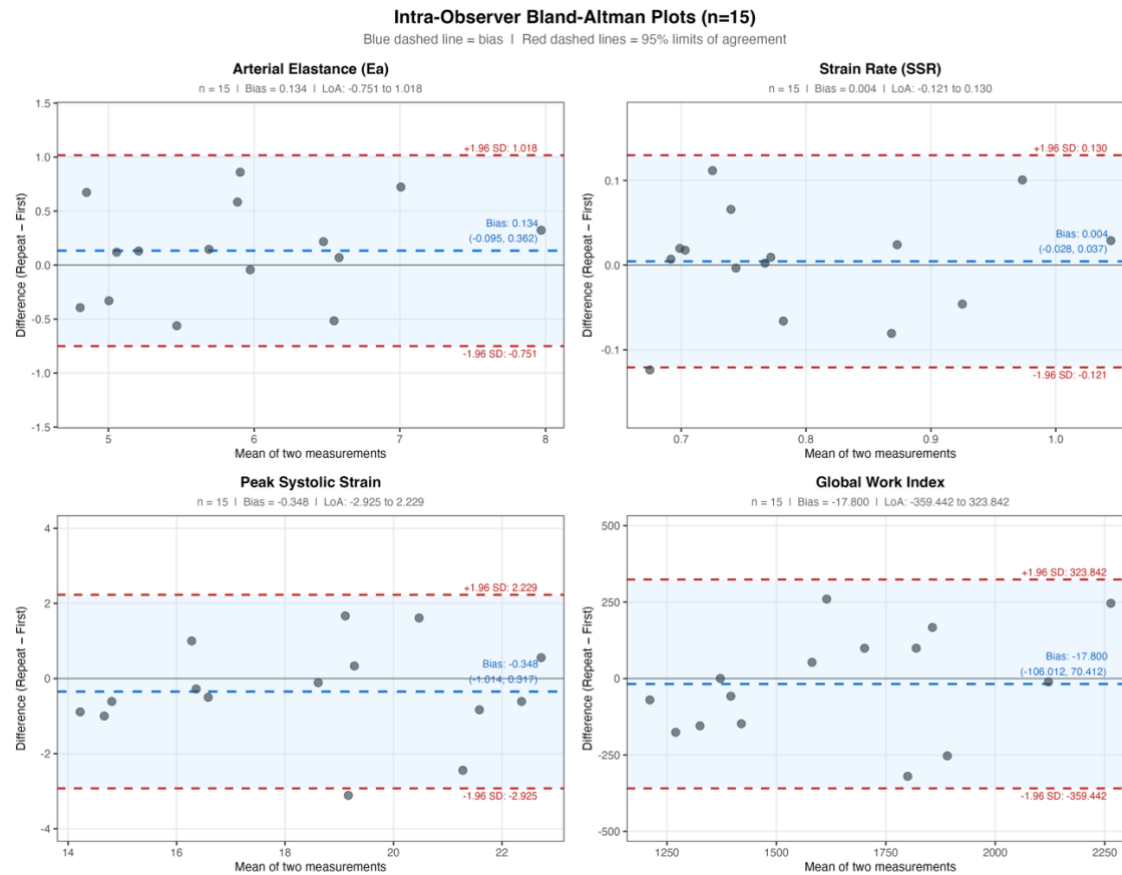 Intra-Observer Bland-Altman Plots (n=15)
Blue dashed line = bias | Red dashed lines = 95% limits of agreement
Arterial Elastance (Ea)
n = 15 | Bias = 0.134 | LoA: -0.751 to 1.018
Difference (Repeat − First)
1.5
1.0
0.5
0.0
-0.5
-1.0
-1.5
+1.96 SD: 1.018
Bias: 0.134
(-0.095, 0.362)
-1.96 SD: -0.751
5 6 7 8
Mean of two measurements
Strain Rate (SSR)
n = 15 | Bias = 0.004 | LoA: -0.121 to 0.130
Difference (Repeat − First)
0.1
0.0
-0.1
+1.96 SD: 0.130
Bias: 0.004
(-0.028, 0.037)
-1.96 SD: -0.121
0.7 0.8 0.9 1.0
Mean of two measurements
Peak Systolic Strain
n = 15 | Bias = -0.348 | LoA: -2.925 to 2.229
Difference (Repeat − First)
4
2
0
-2
-4
+1.96 SD: 2.229
Bias: -0.348
(-1.014, 0.317)
-1.96 SD: -2.925
14 16 18 20 22
Mean of two measurements
Global Work Index
n = 15 | Bias = -17.800 | LoA: -359.442 to 323.842
Difference (Repeat − First)
500
250
0
-250
-500
+1.96 SD: 323.842
Bias: -17.800
(-106.012, 70.412)
-1.96 SD: -359.442
1250 1500 1750 2000 2250
Mean of two measurements